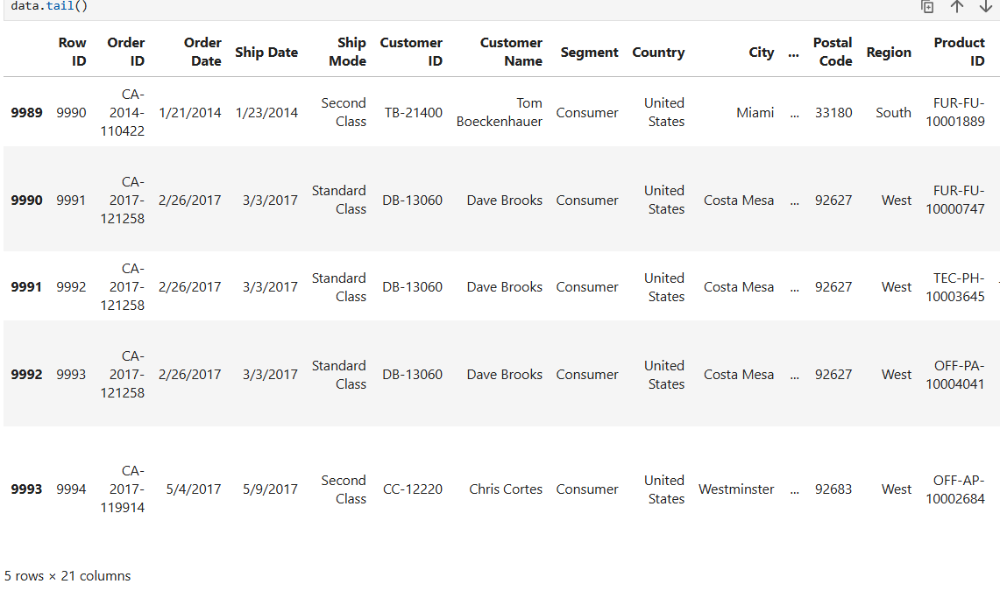 data.tail()
Row ID Order ID Order Date Ship Date Ship Mode Customer ID Customer Name Segment Country City ... Postal Code Region Product ID
9989 9990 CA-2014-110422 1/21/2014 1/23/2014 Second Class TB-21400 Tom Boeckenhauer Consumer United States Miami ... 33180 South FUR-FU-10001889
9990 9991 CA-2017-121258 2/26/2017 3/3/2017 Standard Class DB-13060 Dave Brooks Consumer United States Costa Mesa ... 92627 West FUR-FU-10000747
9991 9992 CA-2017-121258 2/26/2017 3/3/2017 Standard Class DB-13060 Dave Brooks Consumer United States Costa Mesa ... 92627 West TEC-PH-10003645
9992 9993 CA-2017-121258 2/26/2017 3/3/2017 Standard Class DB-13060 Dave Brooks Consumer United States Costa Mesa ... 92627 West OFF-PA-10004041
9993 9994 CA-2017-119914 5/4/2017 5/9/2017 Second Class CC-12220 Chris Cortes Consumer United States Westminster ... 92683 West OFF-AP-10002684
5 rows × 21 columns